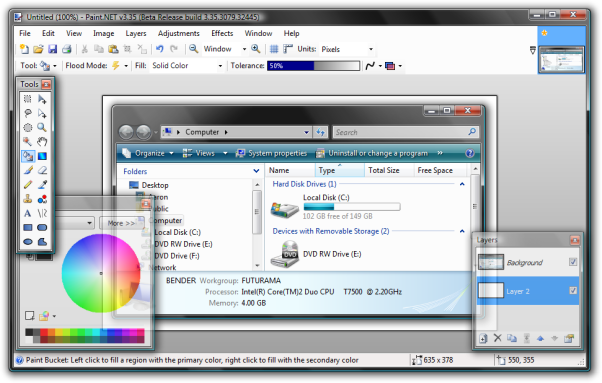 Untitled (100%) - Paint.NET v3.35 (Beta Release build 3.35.3079.32445)
File Edit View Image Layers Adjustments Effects Window Help
Window Units: Pixels
Tool: Flood Mode: Fill: Solid Color Tolerance: 50%
Tools
Computer Search
Organize Views System properties Uninstall or change a program »
Folders Name Type Total Size Free Space
Desktop Hard Disk Drives (1)
Aaron Local Disk (C:)
Public
Computer 102 GB free of 149 GB
More >>
Local Disk (C:) Devices with Removable Storage (2)
DVD RW Drive (E:) DVD RW Drive (E:)
DVD RW Drive (F:)
Network
BENDER Workgroup: FUTURAMA
Processor: Intel(R) Core(TM)2 Duo CPU T7500 @ 2.20GHz
Memory: 4.00 GB
Layers
Background
Layer 2
Paint Bucket: Left click to fill a region with the primary color, right click to fill with the secondary color 635 x 378 550, 355